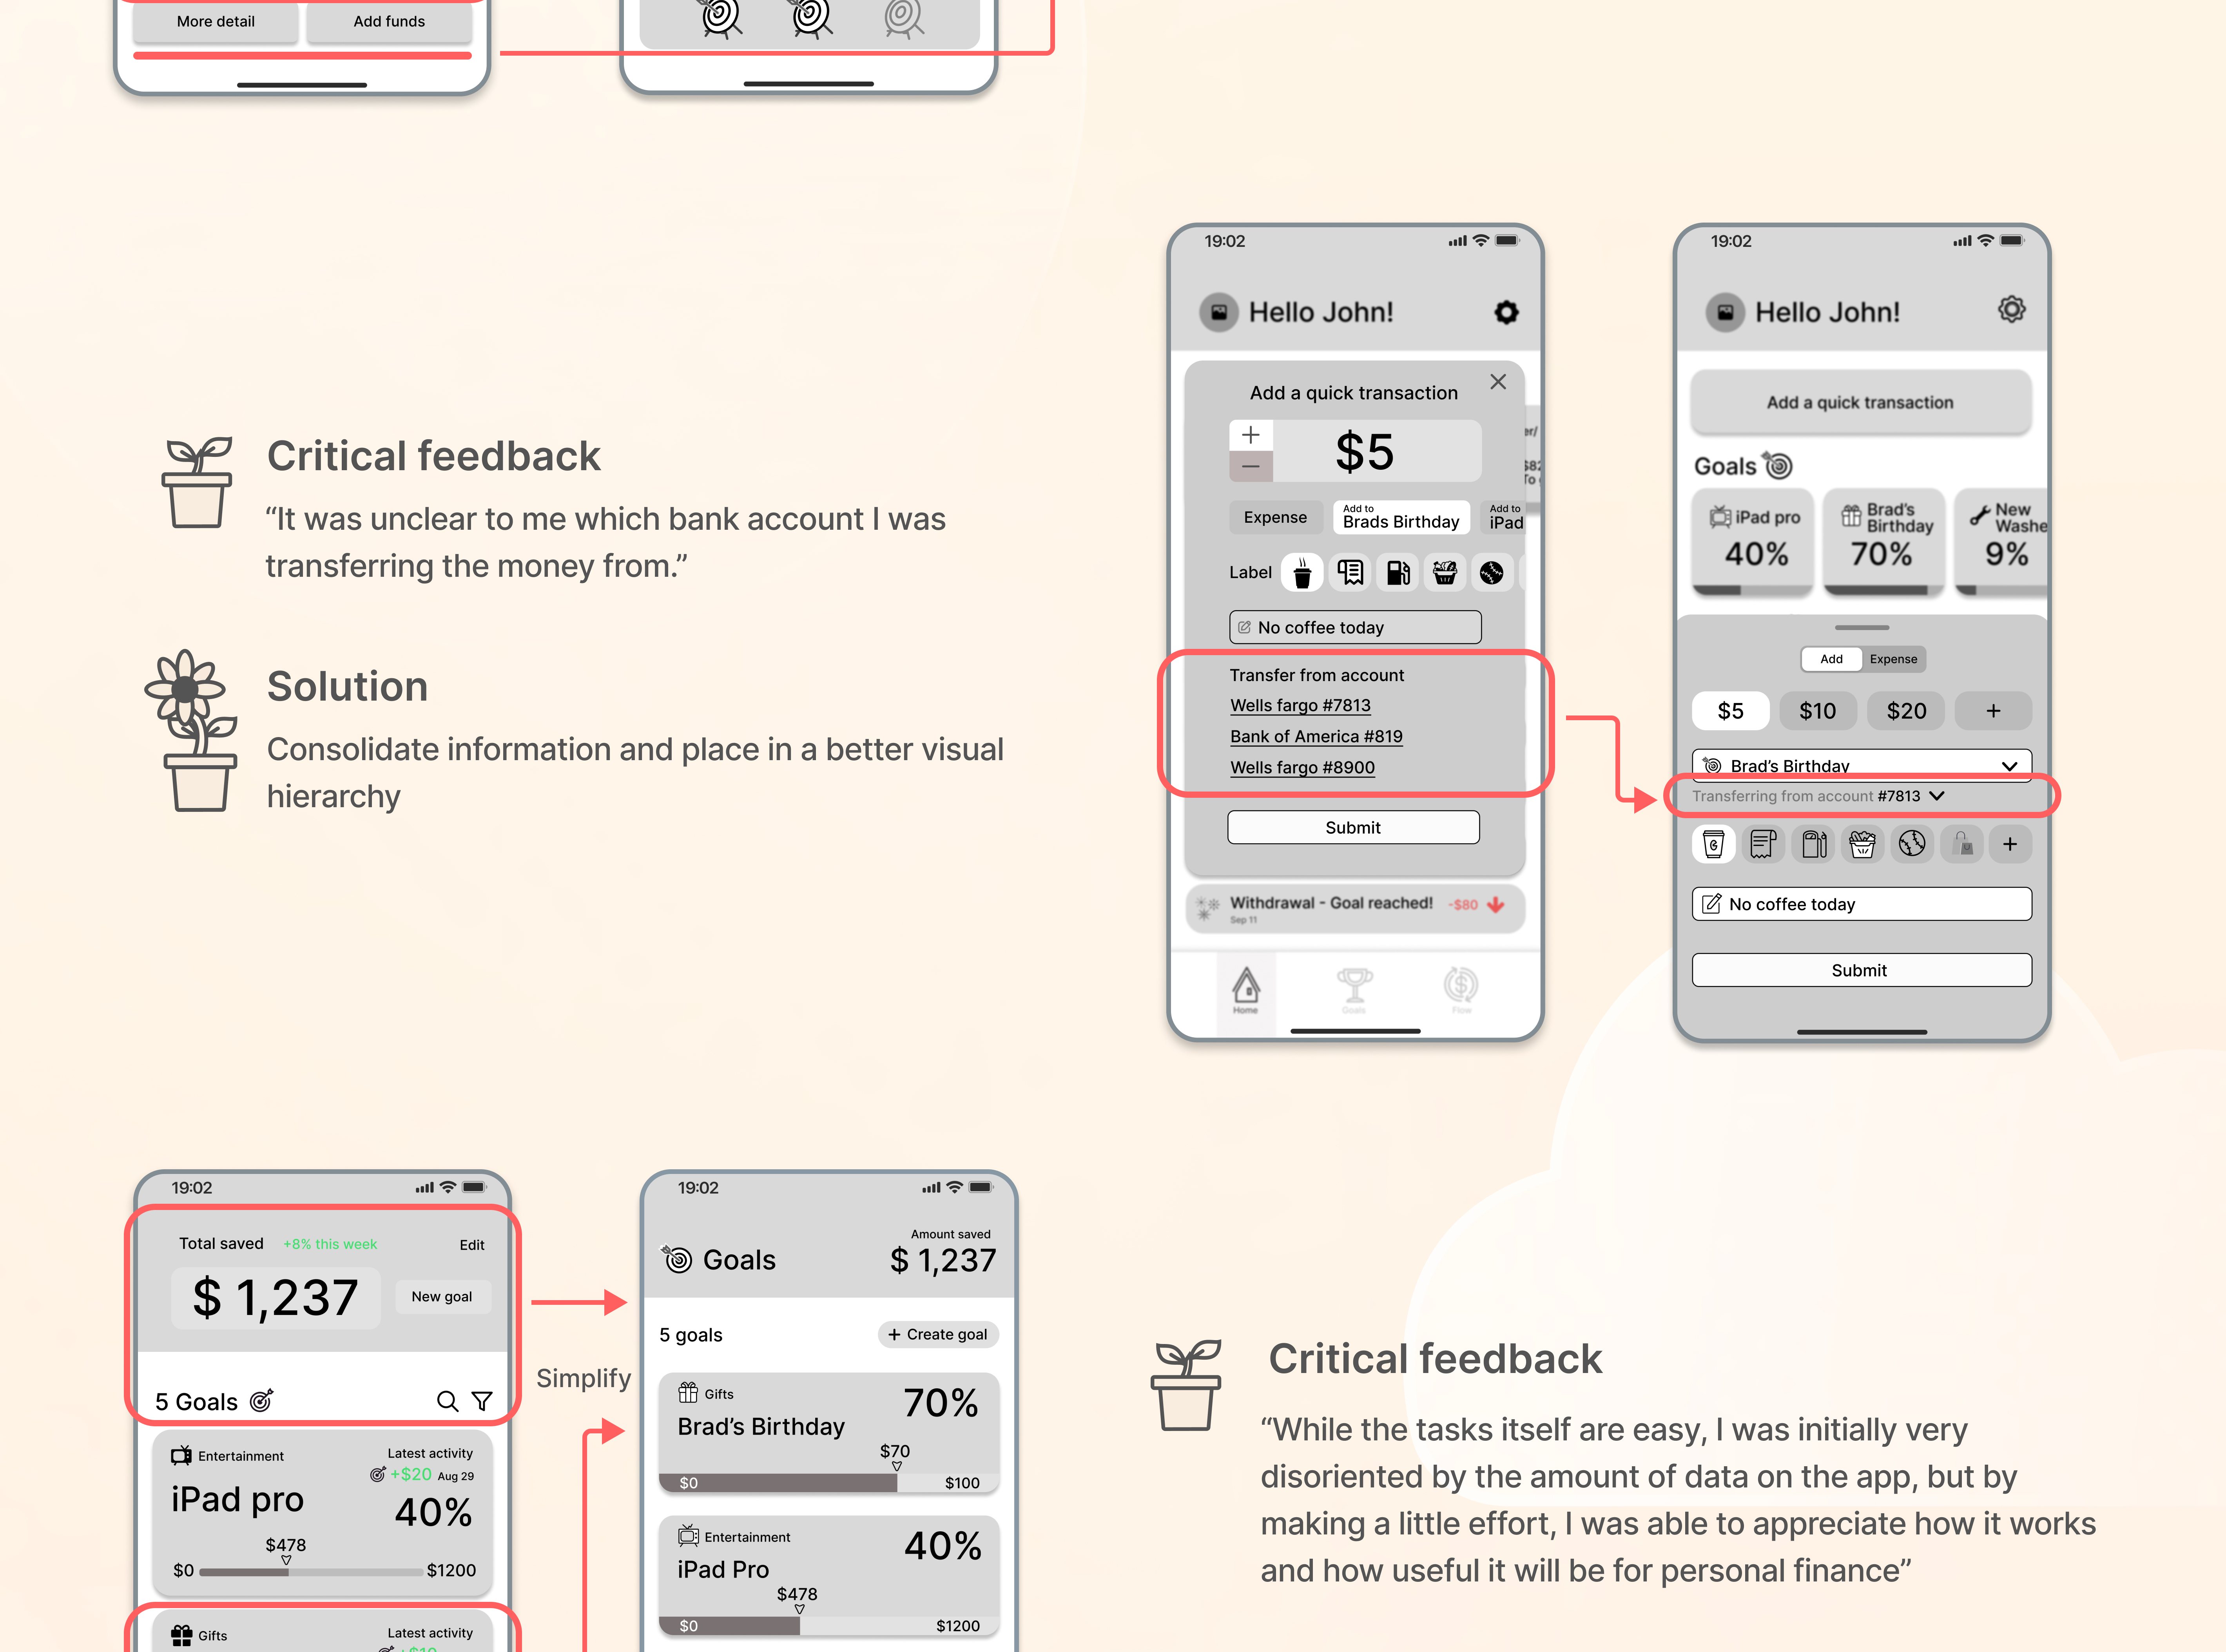 More detail
Add funds
19:02
Hello John!
Add a quick transaction
+
$5
−
Expense
Add to
Brads Birthday
Add to
iPad
Label
No coffee today
Transfer from account
Wells fargo #7813
Bank of America #819
Wells fargo #8900
Submit
Withdrawal - Goal reached!
-$80
Sep 11
Home
Goals
Flow
er/
$82
To
19:02
Hello John!
Add a quick transaction
Goals
iPad pro
40%
Brad's
Birthday
70%
New
Washe
9%
Add
Expense
$5
$10
$20
+
Brad's Birthday
Transferring from account #7813
+
No coffee today
Submit
Critical feedback
“It was unclear to me which bank account I was
transferring the money from.”
Solution
Consolidate information and place in a better visual
hierarchy
19:02
Total saved
+8% this week
Edit
$ 1,237
New goal
5 Goals
Entertainment
Latest activity
+$20 Aug 29
iPad pro
40%
$478
$0
$1200
Gifts
Latest activity
Simplify
19:02
Goals
Amount saved
$ 1,237
5 goals
+ Create goal
Gifts
70%
Brad’s Birthday
$70
$0
$100
Entertainment
40%
iPad Pro
$478
$0
$1200
Critical feedback
“While the tasks itself are easy, I was initially very
disoriented by the amount of data on the app, but by
making a little effort, I was able to appreciate how it works
and how useful it will be for personal finance”